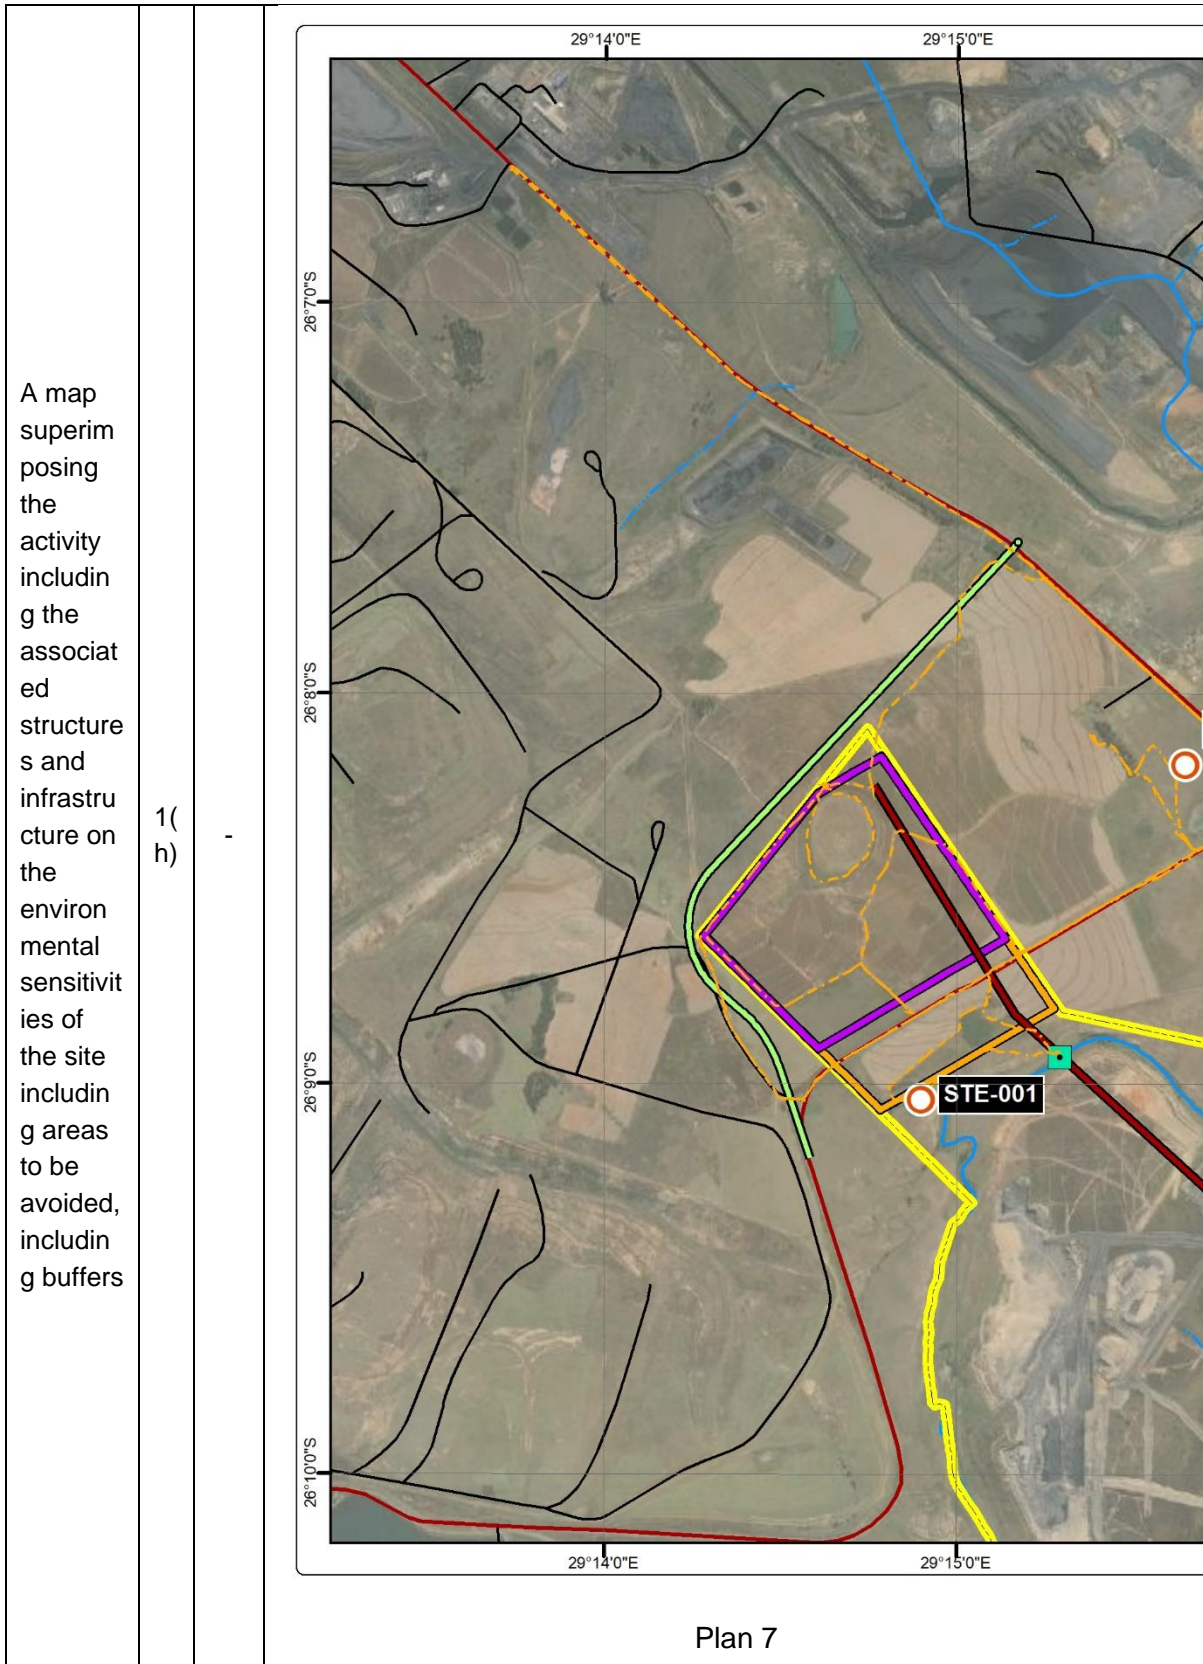 A map
superim
posing
the
activity
includin
g the
associat
ed
structure
s and
infrastru
cture on
the
environ
mental
sensitivit
ies of
the site
includin
g areas
to be
avoided,
includin
g buffers
1(
h)
-
29°14'0"E 29°15'0"E
26°7'0"S
26°8'0"S
26°9'0"S
26°10'0"S
STE-001
29°14'0"E 29°15'0"E
Plan 7